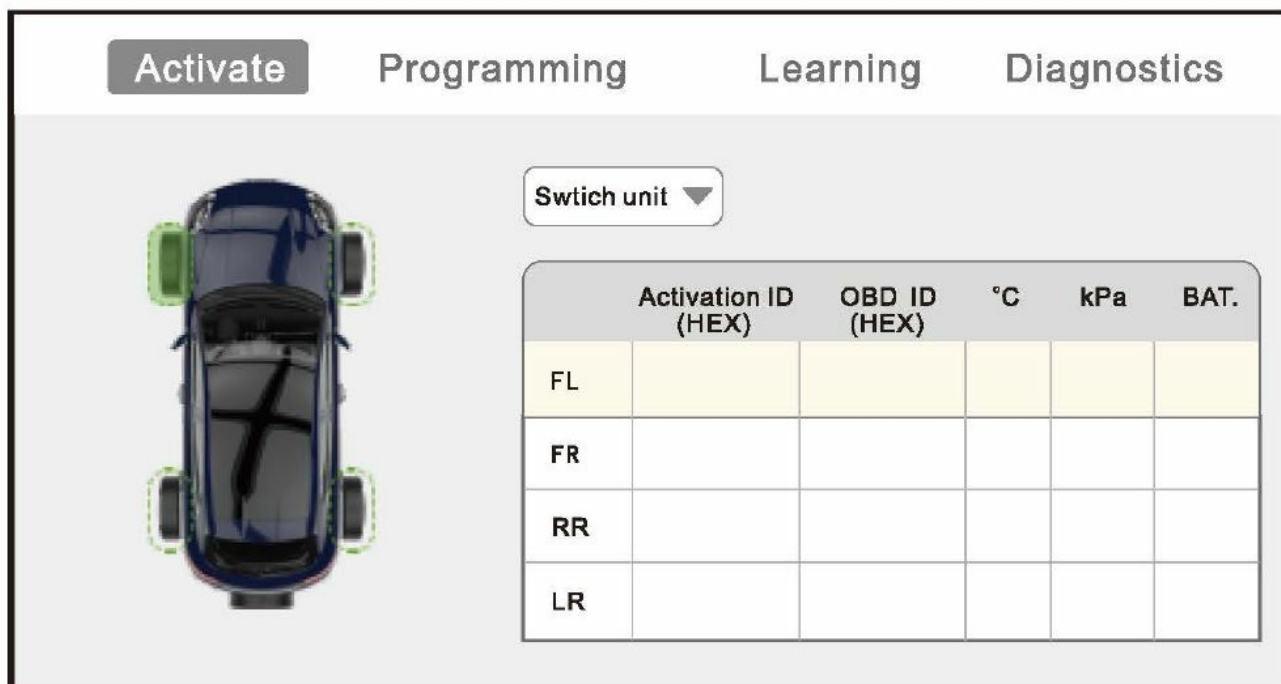 Activate Programming Learning Diagnostics
Swtich unit
Activation ID OBD ID °C kPa BAT.
(HEX) (HEX)
FL
FR
RR
LR